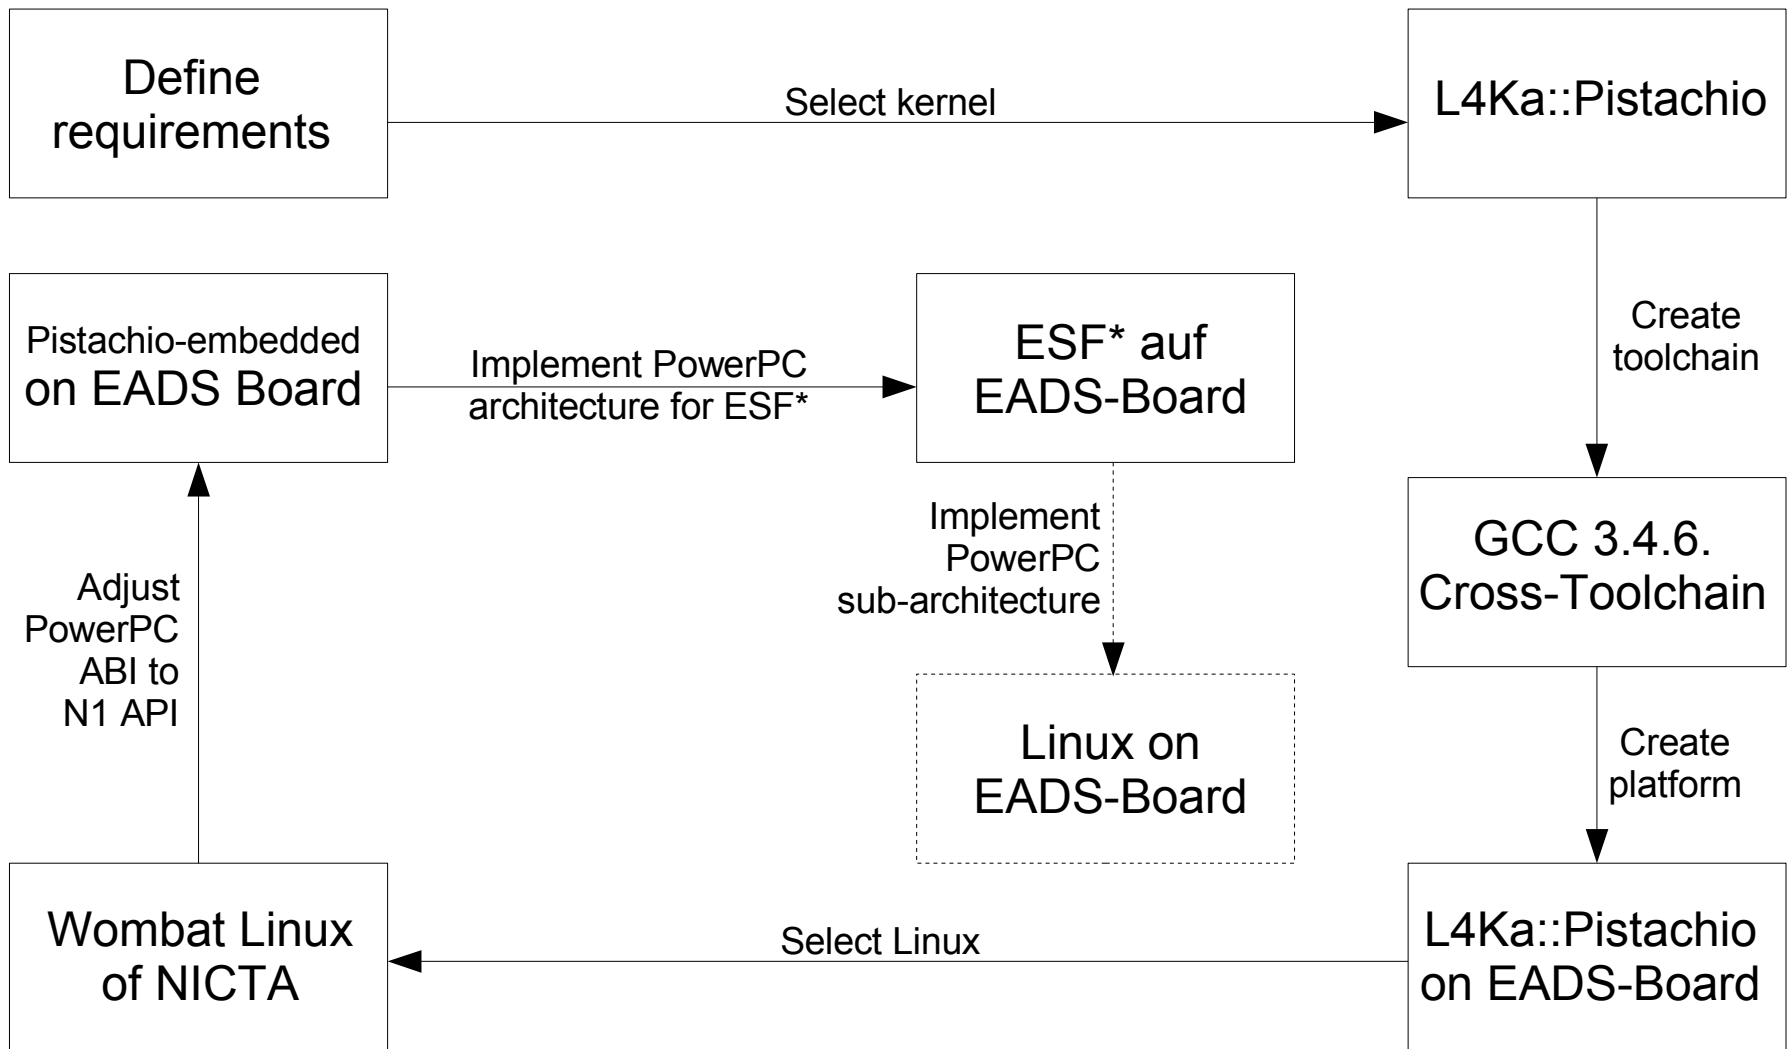 Define
requirements
Select kernel
L4Ka::Pistachio
Create
toolchain
GCC 3.4.6.
Cross-Toolchain
Create
platform
L4Ka::Pistachio
on EADS-Board
Select Linux
Wombat Linux
of NICTA
Adjust
PowerPC
ABI to
N1 API
Pistachio-embedded
on EADS Board
Implement PowerPC
architecture for ESF*
ESF* auf
EADS-Board
Implement
PowerPC
sub-architecture
Linux on
EADS-Board